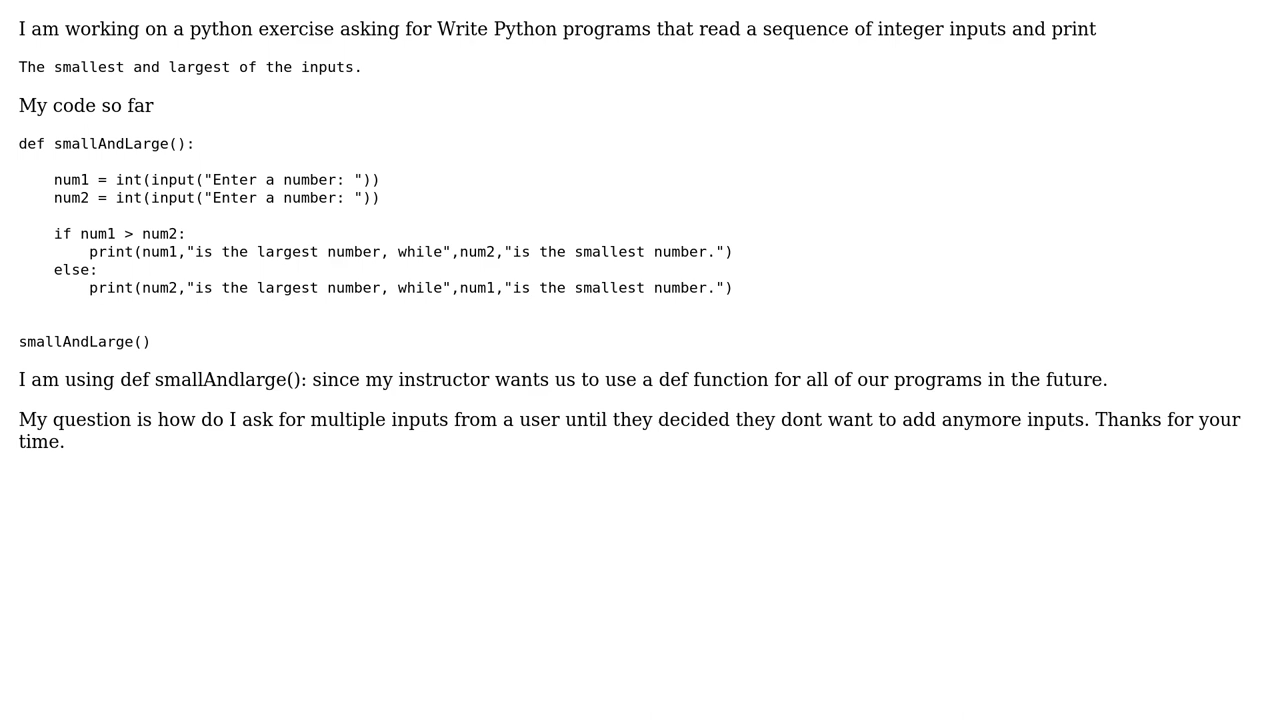 I am working on a python exercise asking for Write Python programs that read a sequence of integer inputs and print
The smallest and largest of the inputs.
My code so far
def smallAndLarge():
    num1 = int(input("Enter a number: "))
    num2 = int(input("Enter a number: "))
    if num1 > num2:
        print(num1,"is the largest number, while",num2,"is the smallest number.")
    else:
        print(num2,"is the largest number, while",num1,"is the smallest number.")
smallAndLarge()
I am using def smallAndlarge(): since my instructor wants us to use a def function for all of our programs in the future.
My question is how do I ask for multiple inputs from a user until they decided they dont want to add anymore inputs. Thanks for your
time.